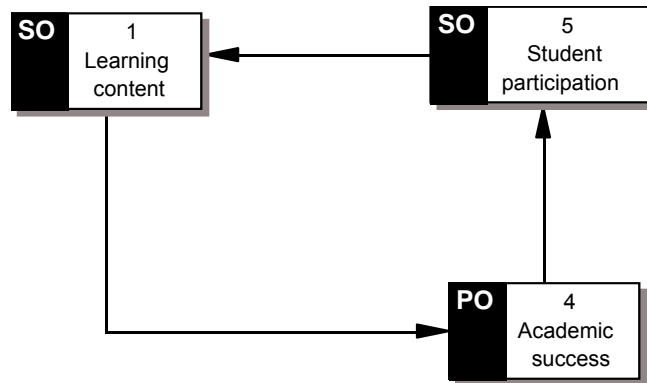 SO
1
Learning
content
SO
5
Student
participation
PO
4
Academic
success